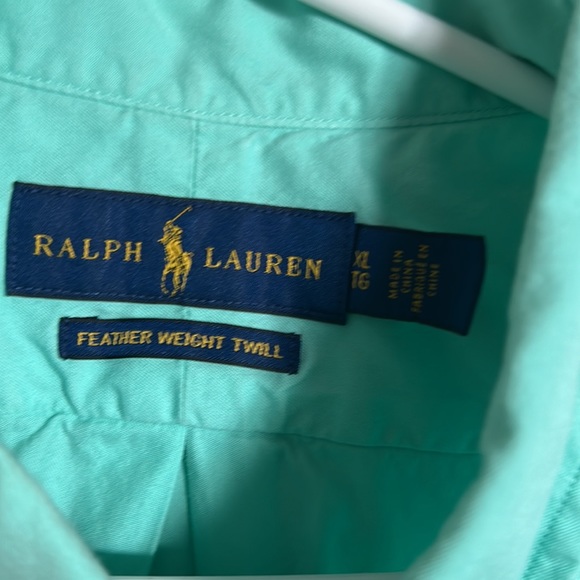 RALPH LAUREN
XL
TG
MADE IN
CHINA
FABRIQUÉ EN
CHINE
FEATHER WEIGHT TWILL